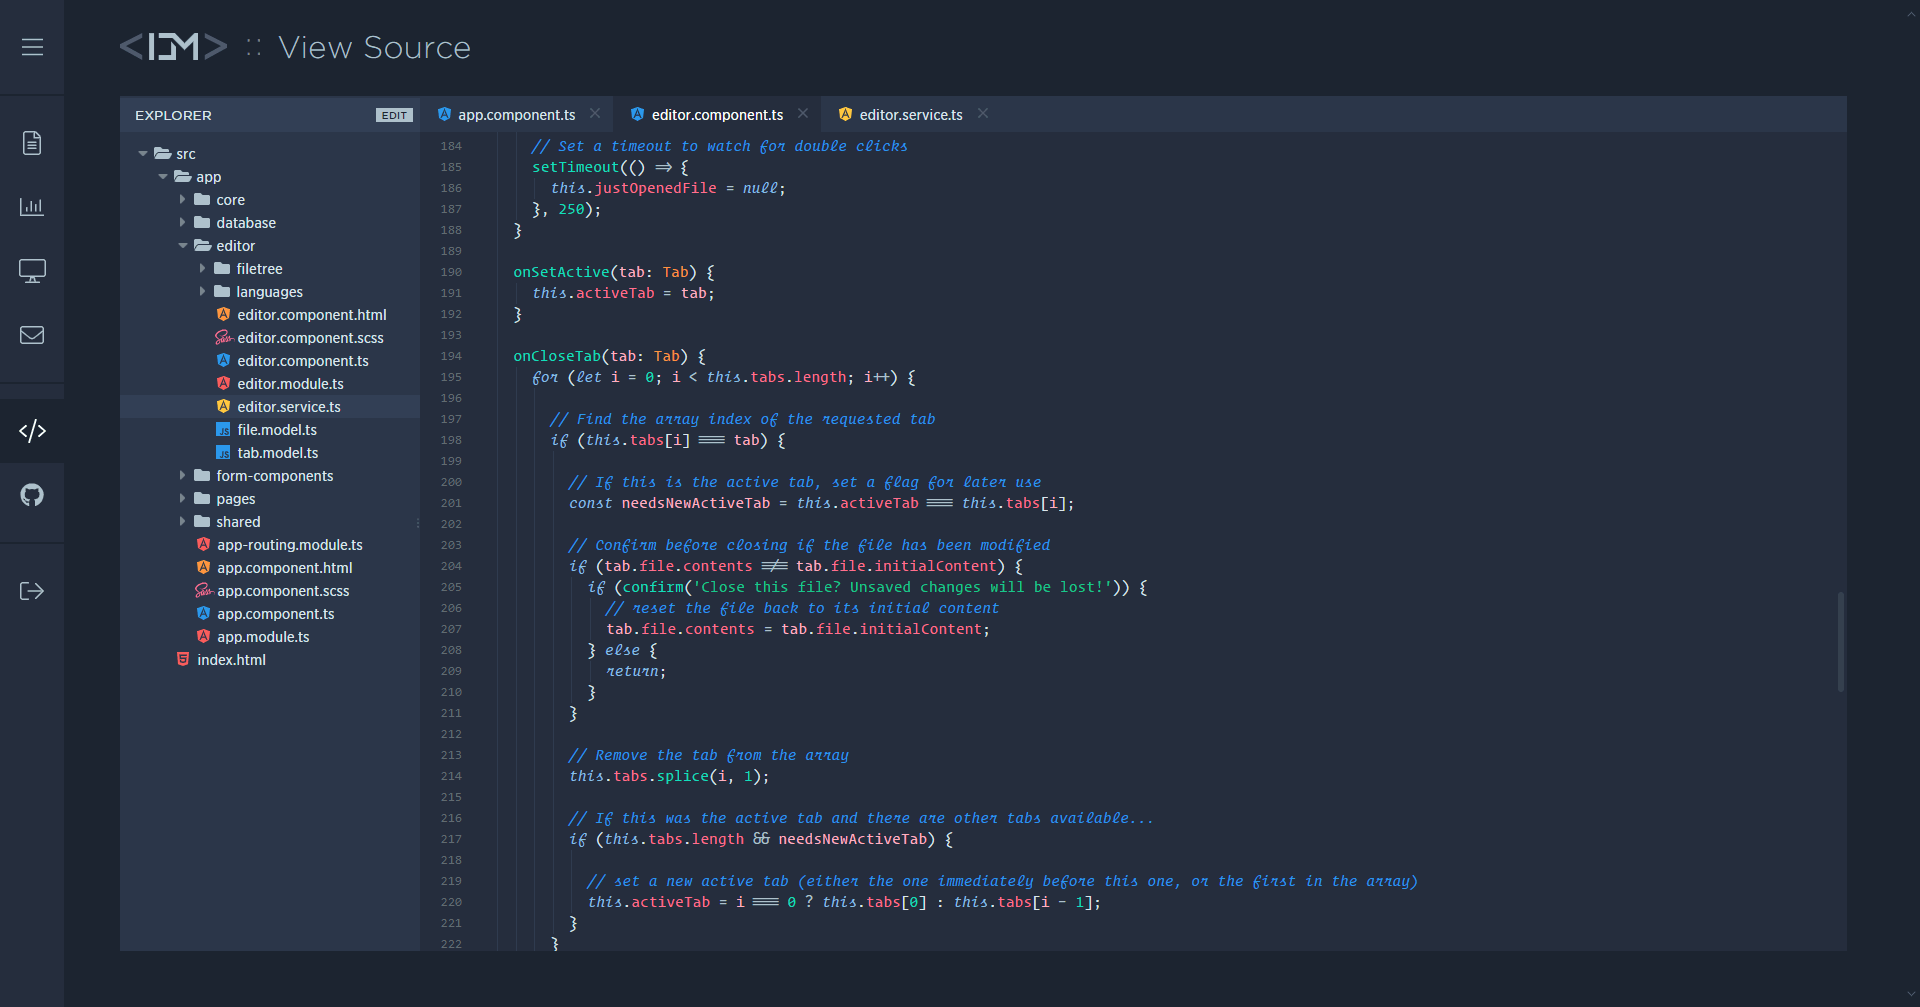 <IDM> :: View Source
EXPLORER EDIT
src
app
core
database
editor
filetree
languages
editor.component.html
editor.component.scss
editor.component.ts
editor.module.ts
editor.service.ts
file.model.ts
tab.model.ts
form-components
pages
shared
app-routing.module.ts
app.component.html
app.component.scss
app.component.ts
app.module.ts
index.html
app.component.ts editor.component.ts editor.service.ts
184 // Set a timeout to watch for double clicks
185 setTimeout(() => {
186 this.justOpenedFile = null;
187 }, 250);
188 }
189
190 onSetActive(tab: Tab) {
191 this.activeTab = tab;
192 }
193
194 onCloseTab(tab: Tab) {
195 for (let i = 0; i < this.tabs.length; i++) {
196
197 // Find the array index of the requested tab
198 if (this.tabs[i] === tab) {
199
200 // If this is the active tab, set a flag for later use
201 const needsNewActiveTab = this.activeTab === this.tabs[i];
202
203 // Confirm before closing if the file has been modified
204 if (tab.file.contents !== tab.file.initialContent) {
205 if (confirm('Close this file? Unsaved changes will be lost!')) {
206 // reset the file back to its initial content
207 tab.file.contents = tab.file.initialContent;
208 } else {
209 return;
210 }
211 }
212
213 // Remove the tab from the array
214 this.tabs.splice(i, 1);
215
216 // If this was the active tab and there are other tabs available...
217 if (this.tabs.length && needsNewActiveTab) {
218
219 // set a new active tab (either the one immediately before this one, or the first in the array)
220 this.activeTab = i === 0 ? this.tabs[0] : this.tabs[i - 1];
221 }
222 }